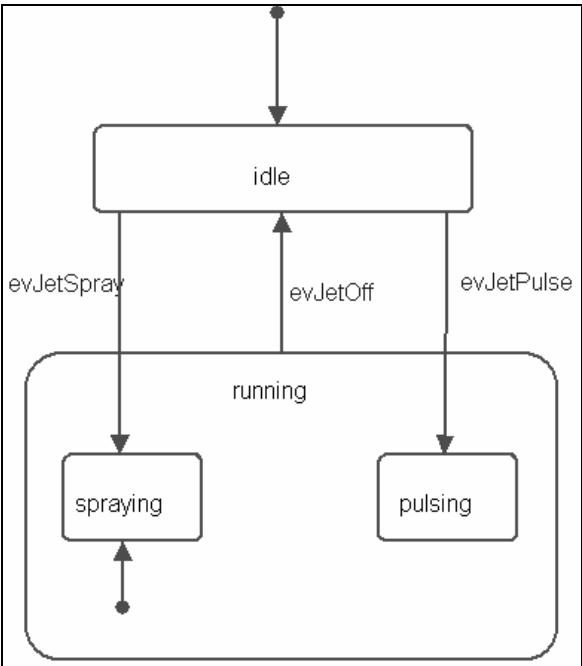 idle
evJetSpray
evJetOff
evJetPulse
running
spraying
pulsing